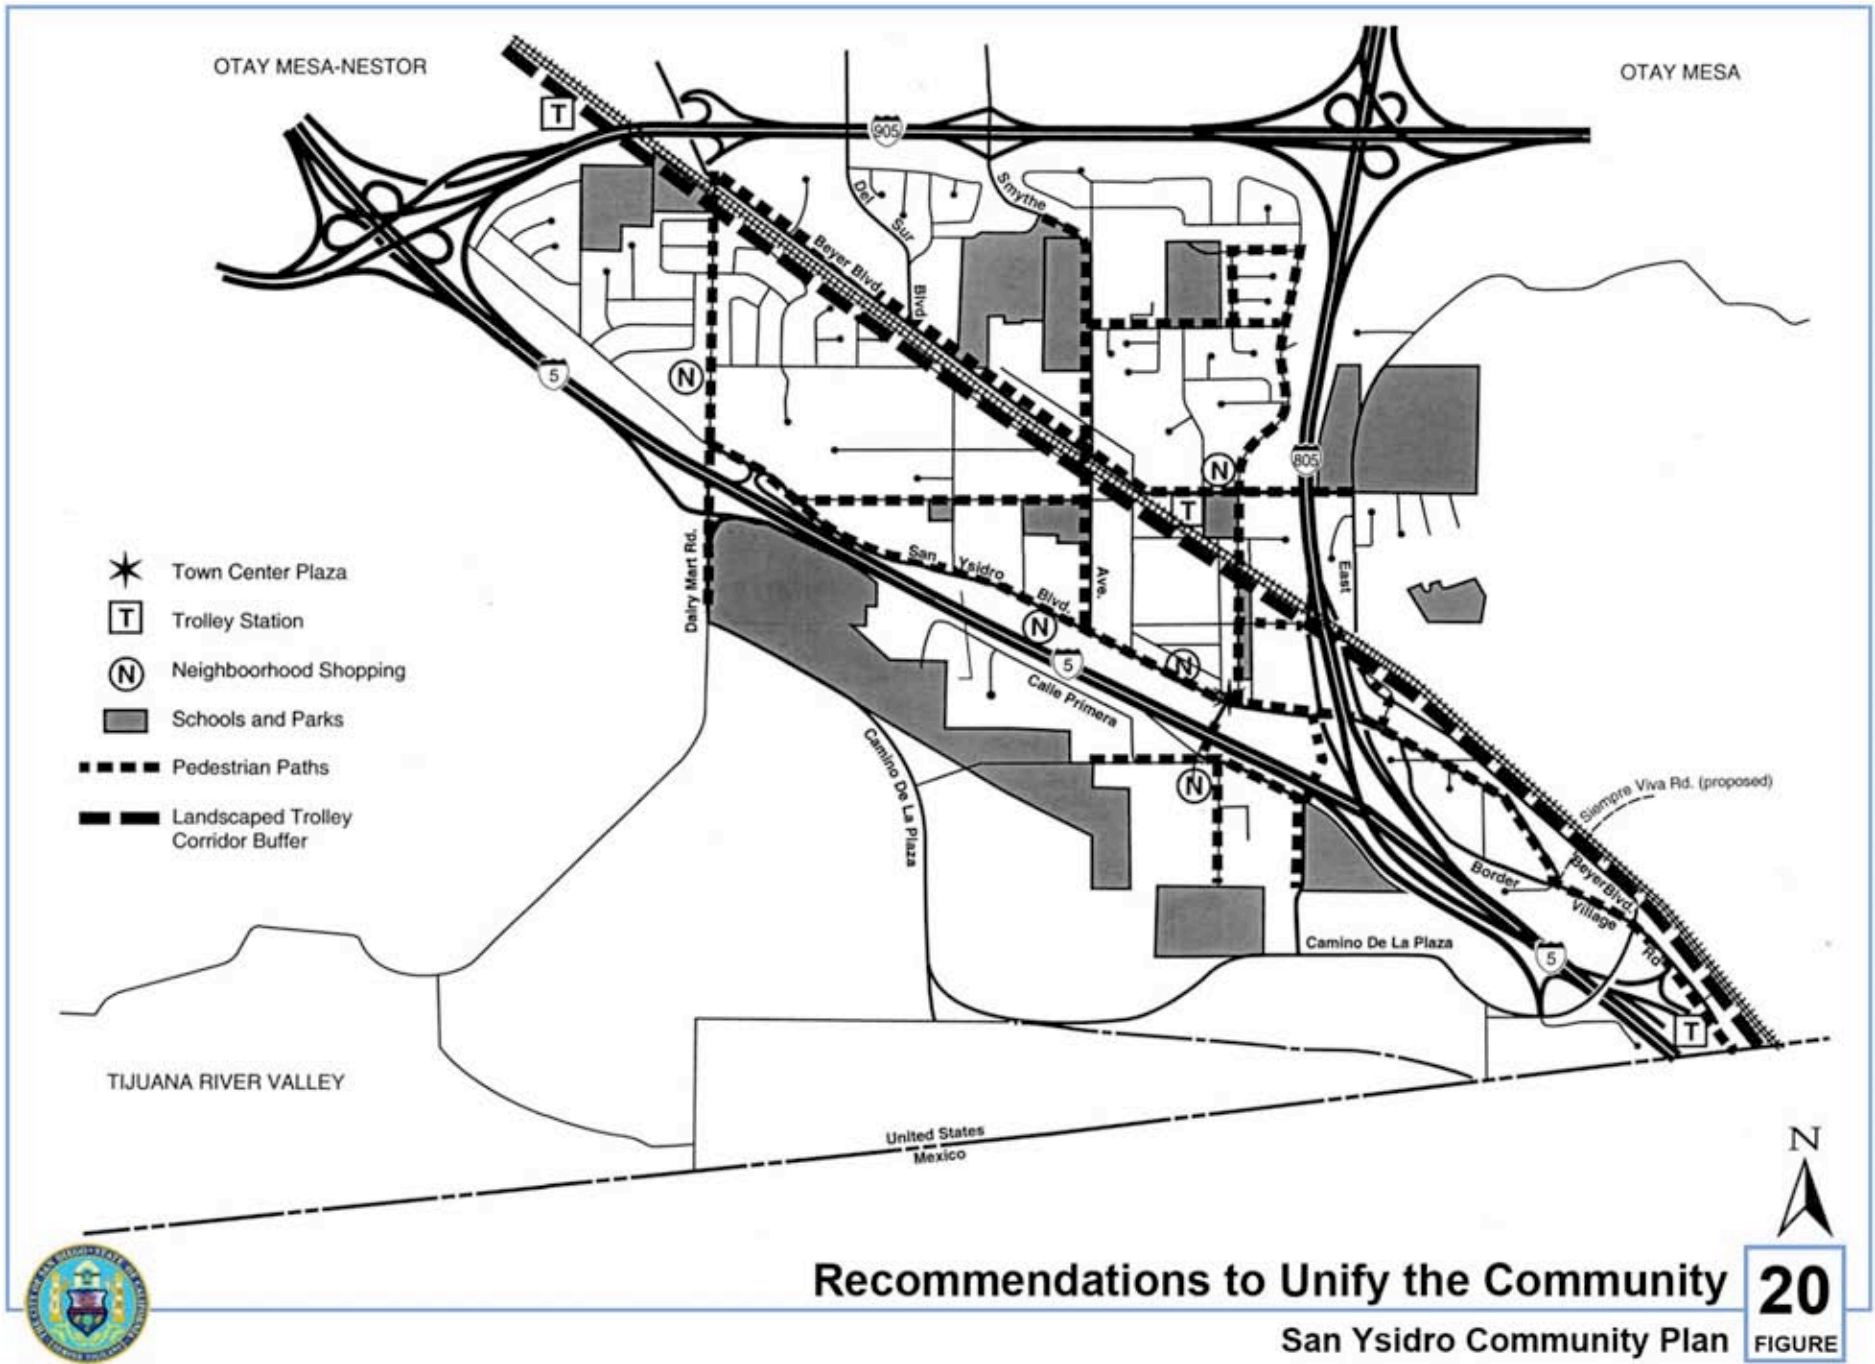 OTAY MESA-NESTOR
OTAY MESA
T
905
Del
Sur
Blvd
Smythe
Beyer Blvd.
N
5
805
N
T
Dairy Mart Rd.
San
Ysidro
Blvd.
Ave.
East
N
N
5
Calle Primera
Camino De La Plaza
N
Siempre Viva Rd. (proposed)
Beyer Blvd.
Border
Village
Rd
Camino De La Plaza
5
T
Town Center Plaza
T Trolley Station
N Neighboorhood Shopping
Schools and Parks
Pedestrian Paths
Landscaped Trolley
Corridor Buffer
TIJUANA RIVER VALLEY
United States
Mexico
N
Recommendations to Unify the Community
San Ysidro Community Plan
20
FIGURE